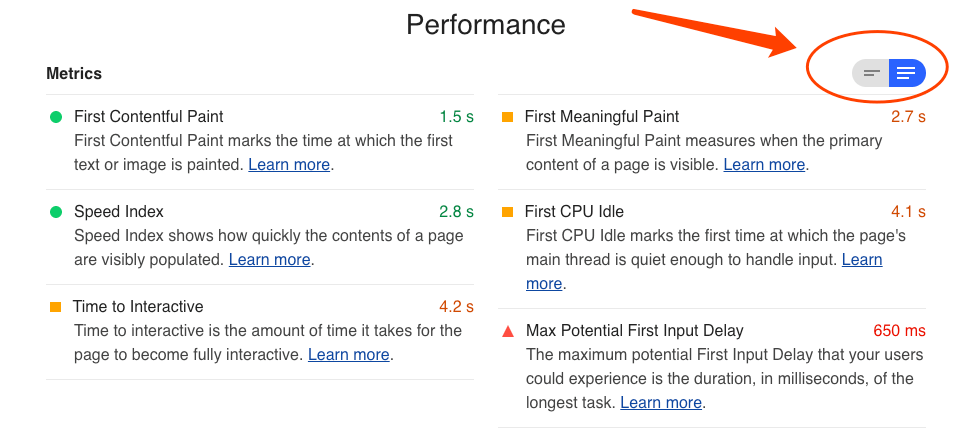 Performance
Metrics
First Contentful Paint 1.5 s
First Contentful Paint marks the time at which the first
text or image is painted. Learn more.
Speed Index 2.8 s
Speed Index shows how quickly the contents of a page
are visibly populated. Learn more.
Time to Interactive 4.2 s
Time to interactive is the amount of time it takes for the
page to become fully interactive. Learn more.
First Meaningful Paint 2.7 s
First Meaningful Paint measures when the primary
content of a page is visible. Learn more.
First CPU Idle 4.1 s
First CPU Idle marks the first time at which the page's
main thread is quiet enough to handle input. Learn
more.
Max Potential First Input Delay 650 ms
The maximum potential First Input Delay that your users
could experience is the duration, in milliseconds, of the
longest task. Learn more.